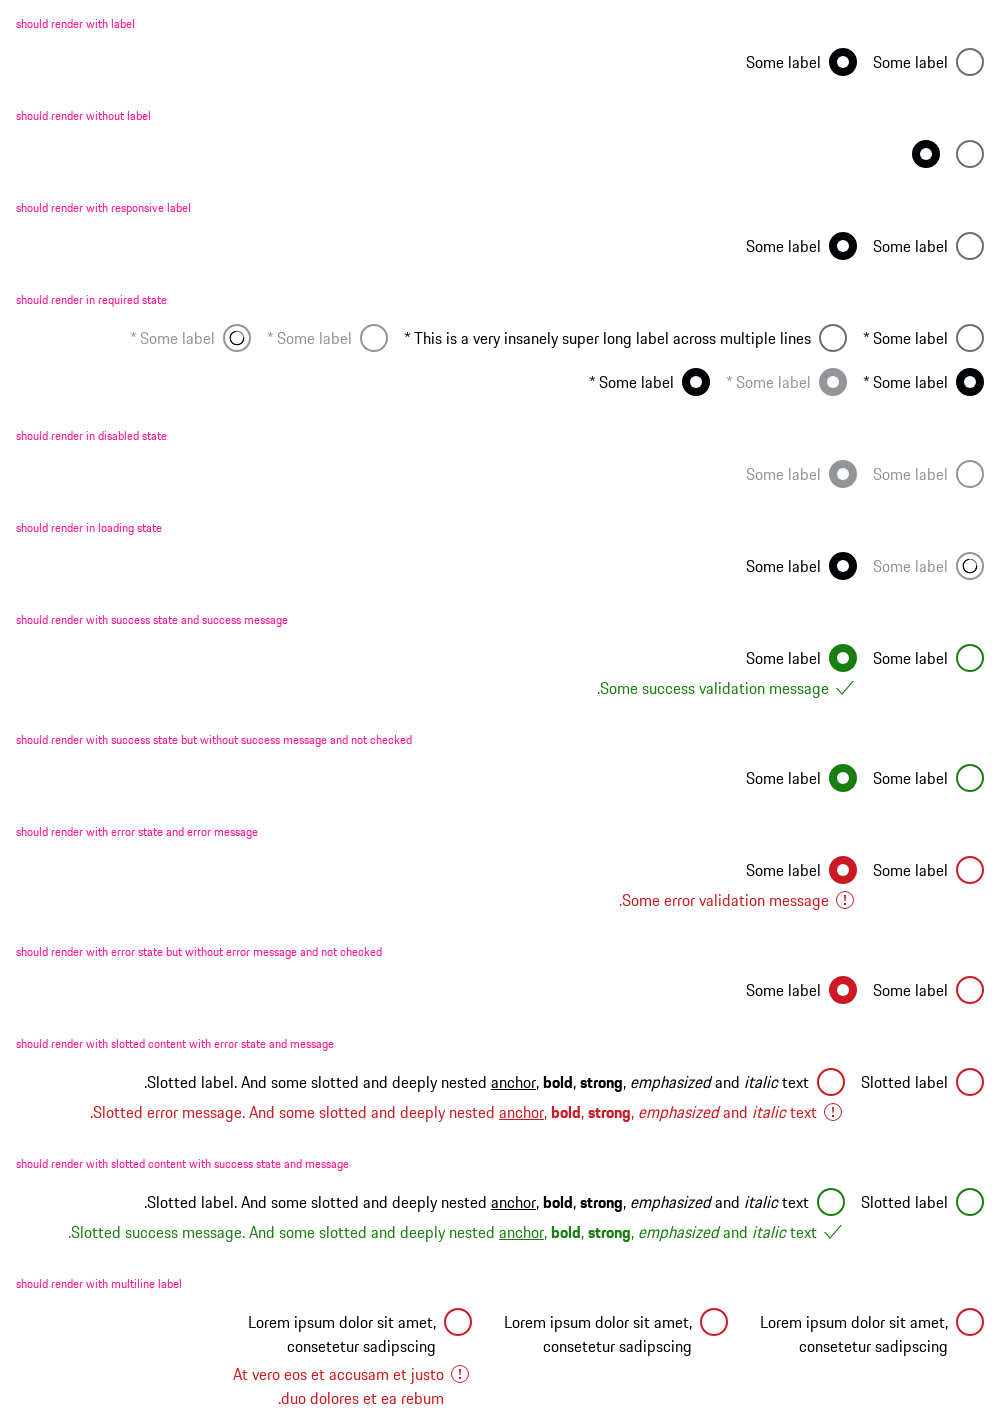 should render with label
Some label Some label
should render without label
should render with responsive label
Some label Some label
should render in required state
* Some label * Some label * This is a very insanely super long label across multiple lines * Some label
* Some label * Some label * Some label
should render in disabled state
Some label Some label
should render in loading state
Some label Some label
should render with success state and success message
Some label Some label
.Some success validation message
should render with success state but without success message and not checked
Some label Some label
should render with error state and error message
Some label Some label
.Some error validation message
should render with error state but without error message and not checked
Some label Some label
should render with slotted content with error state and message
.Slotted label. And some slotted and deeply nested anchor, bold, strong, emphasized and italic text Slotted label
.Slotted error message. And some slotted and deeply nested anchor, bold, strong, emphasized and italic text
should render with slotted content with success state and message
.Slotted label. And some slotted and deeply nested anchor, bold, strong, emphasized and italic text Slotted label
.Slotted success message. And some slotted and deeply nested anchor, bold, strong, emphasized and italic text
should render with multiline label
Lorem ipsum dolor sit amet, Lorem ipsum dolor sit amet, Lorem ipsum dolor sit amet,
consetetur sadipscing consetetur sadipscing consetetur sadipscing
At vero eos et accusam et justo
.duo dolores et ea rebum